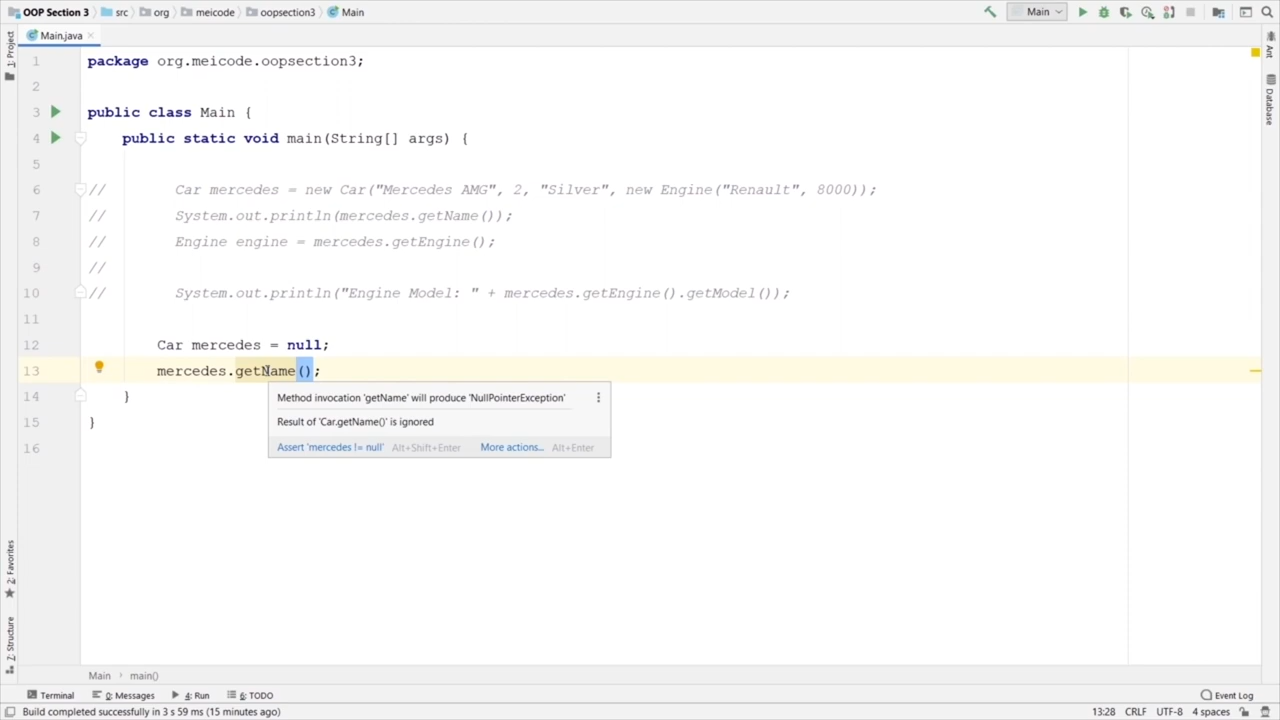 OOP Section 3 src org meicode oopsection3 Main Main
Main.java
1: Project
Ant
Database
1 package org.meicode.oopsection3;
2
3 public class Main {
4 public static void main(String[] args) {
5
6 // Car mercedes = new Car("Mercedes AMG", 2, "Silver", new Engine("Renault", 8000));
7 // System.out.println(mercedes.getName());
8 // Engine engine = mercedes.getEngine();
9 //
10 // System.out.println("Engine Model: " + mercedes.getEngine().getModel());
11
12 Car mercedes = null;
13 mercedes.getName();
14 }
15 }
16
Method invocation 'getName' will produce 'NullPointerException'
Result of 'Car.getName()' is ignored
Assert 'mercedes != null' Alt+Shift+Enter More actions... Alt+Enter
2: Favorites
7: Structure
Main main()
Terminal 0: Messages 4: Run 6: TODO Event Log
Build completed successfully in 3 s 59 ms (15 minutes ago) 13:28 CRLF UTF-8 4 spaces